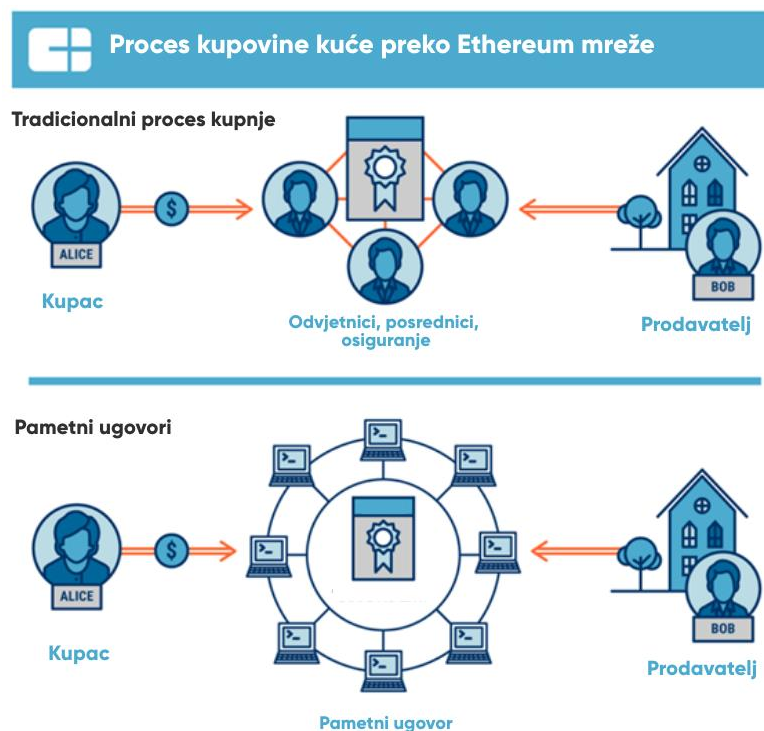 Proces kupovine kuće preko Ethereum mreže
Tradicionalni proces kupnje
$
ALICE
BOB
Kupac
Odvjetnici, posrednici,
osiguranje
Prodavatelj
Pametni ugovori
>_
>_
>_
$
>_
>_
ALICE
>_
>_
>_
BOB
Kupac
Prodavatelj
Pametni ugovor